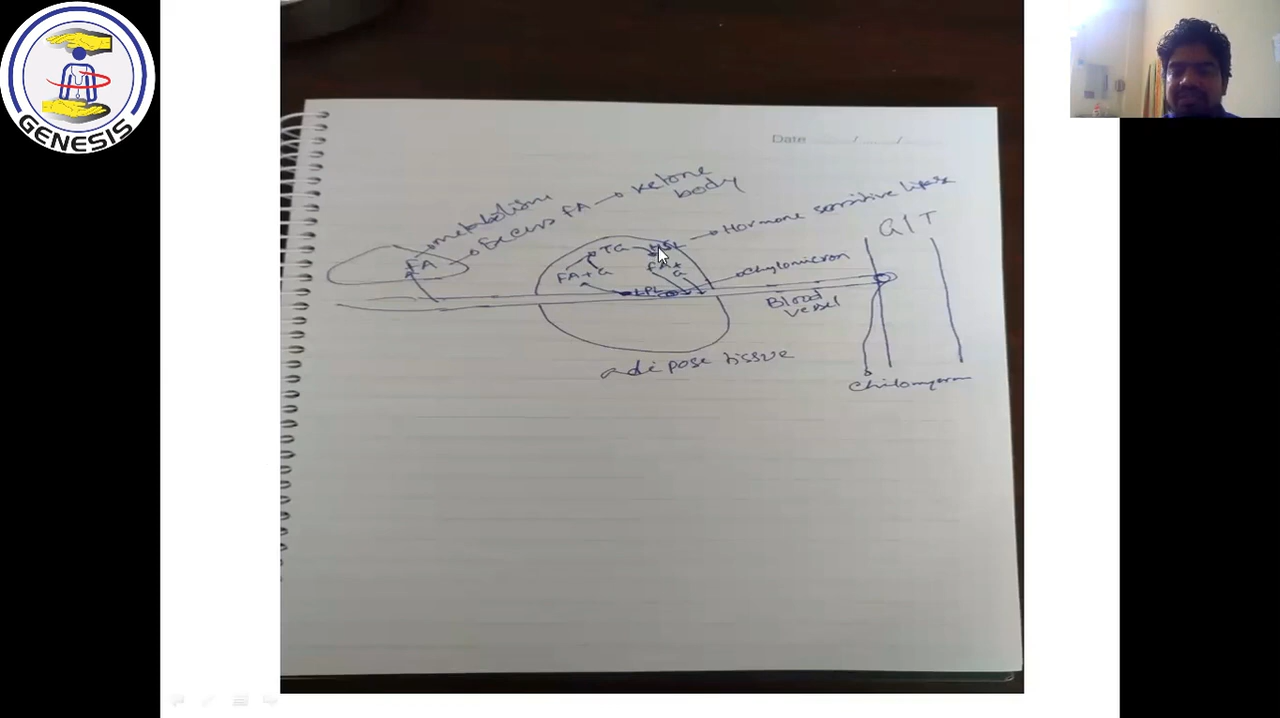 GENESIS
Date / /
metabolism
Excess FA → Ketone
body
Hormone sensitive lipase
GIT
FA
TG
HSL
FA + G
FA +
G
LPL
Chylomicron
Blood
vessel
adipose tissue